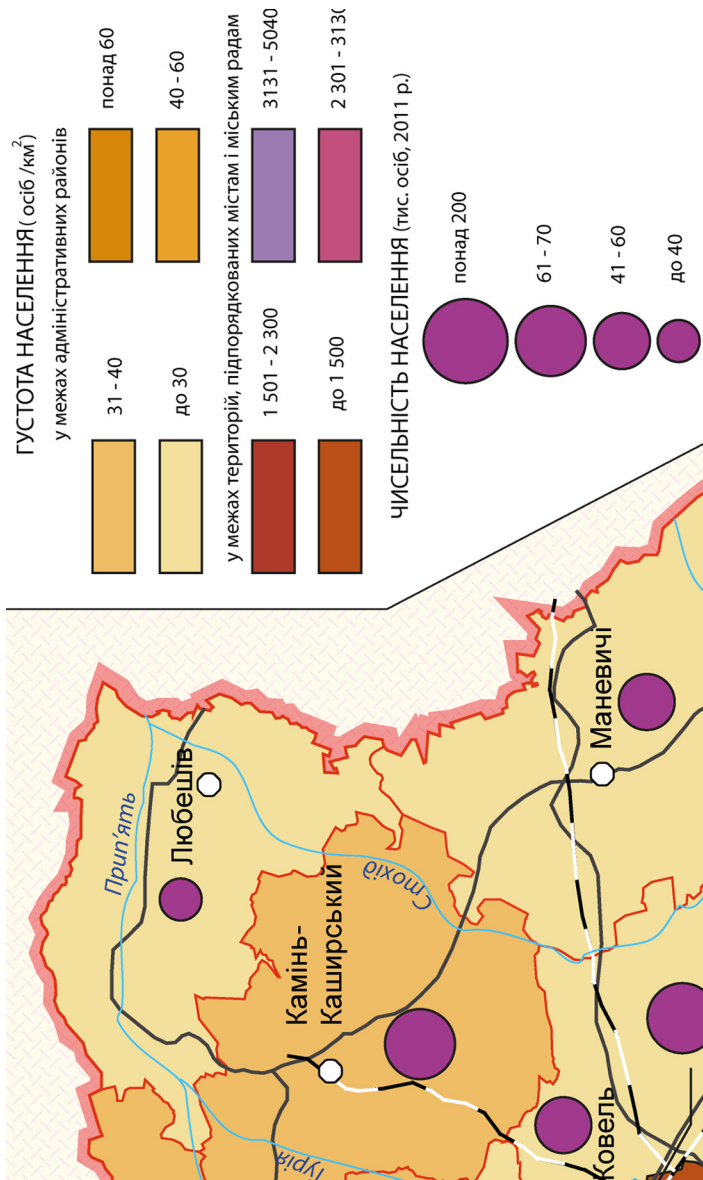 ГУСТОТА НАСЕЛЕННЯ (осіб /км²)
у межах адміністративних районів
31 - 40
понад 60
до 30
40 - 60
у межах територій, підпорядкованих містам і міським радам
1 501 - 2 300
3131 - 5040
до 1 500
2 301 - 3130
ЧИСЕЛЬНІСТЬ НАСЕЛЕННЯ (тис. осіб, 2011 р.)
понад 200
61 - 70
41 - 60
до 40
Прип'ять
Любешів
Стохід
Камінь-
Каширський
Маневичі
Турія
Ковель